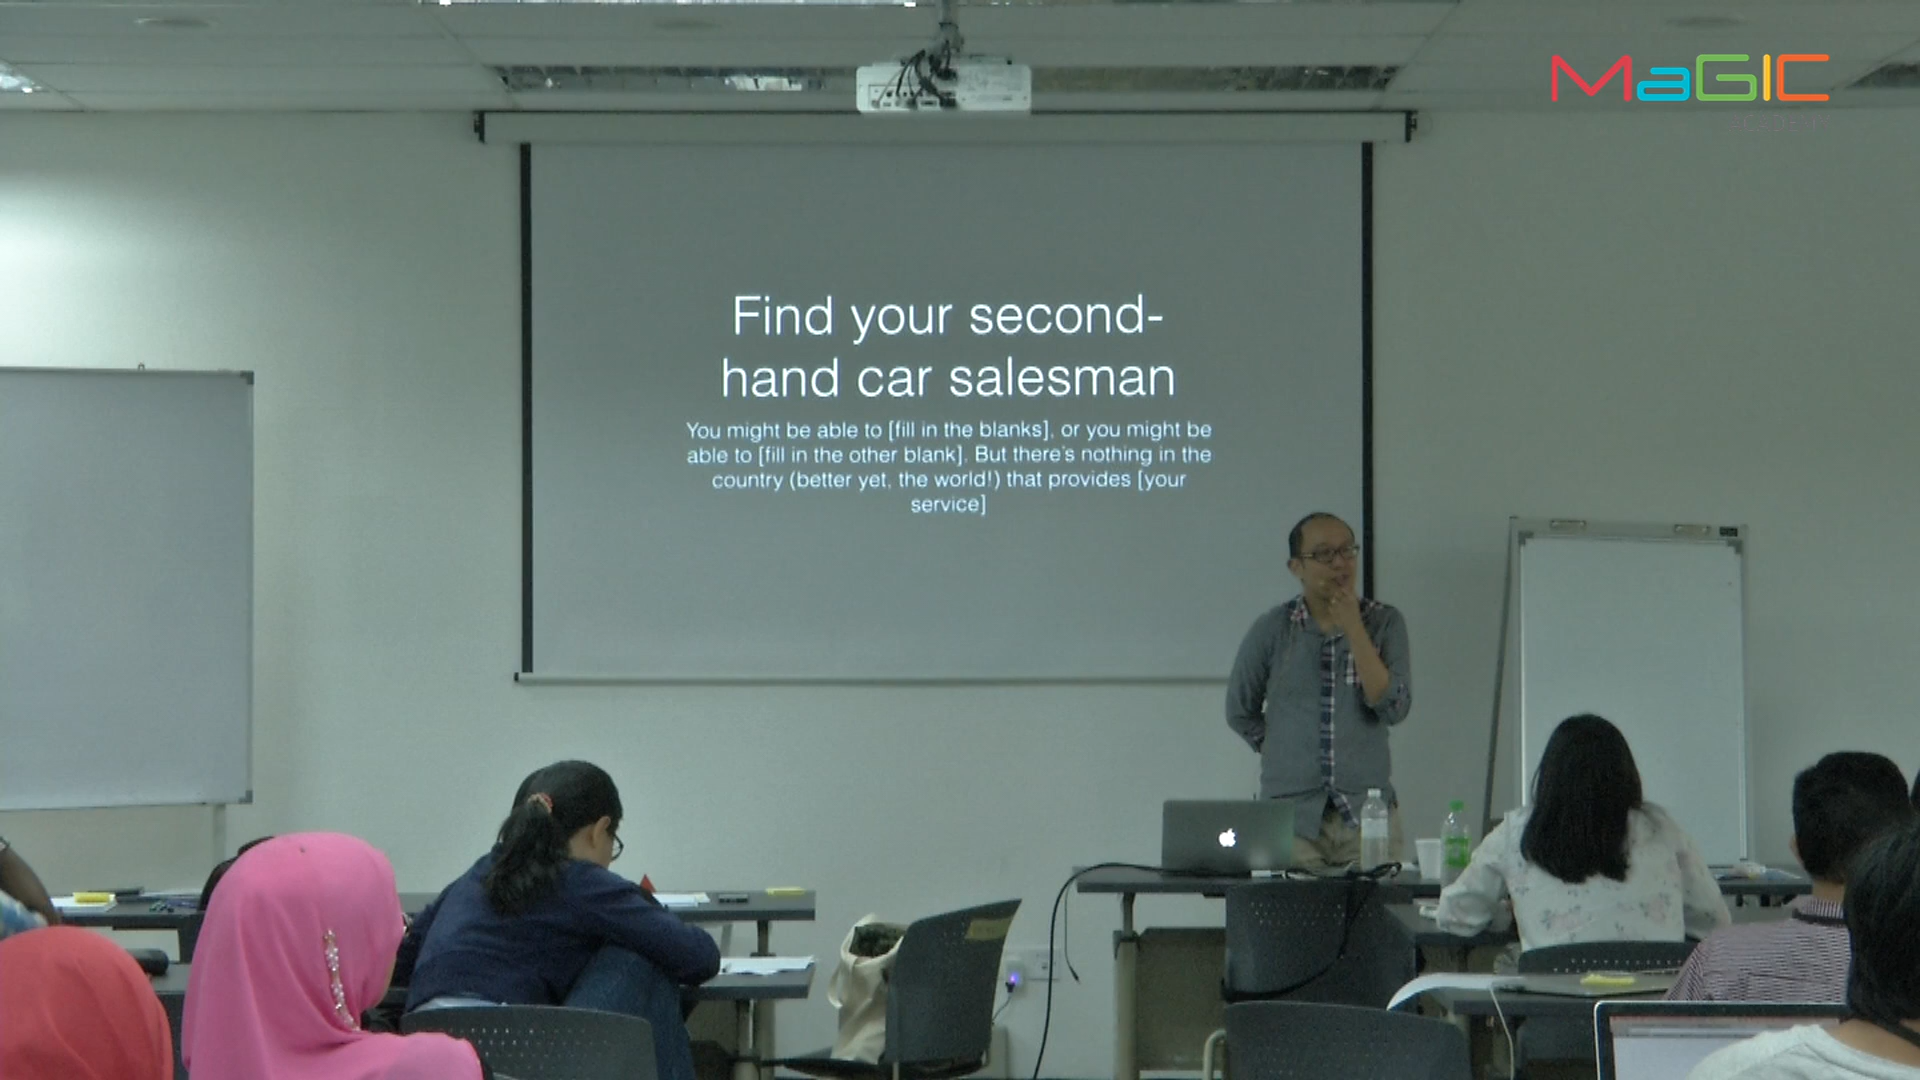 MaGIC
ACADEMY
Find your second-
hand car salesman
You might be able to [fill in the blanks], or you might be
able to [fill in the other blank]. But there's nothing in the
country (better yet, the world!) that provides [your
service]